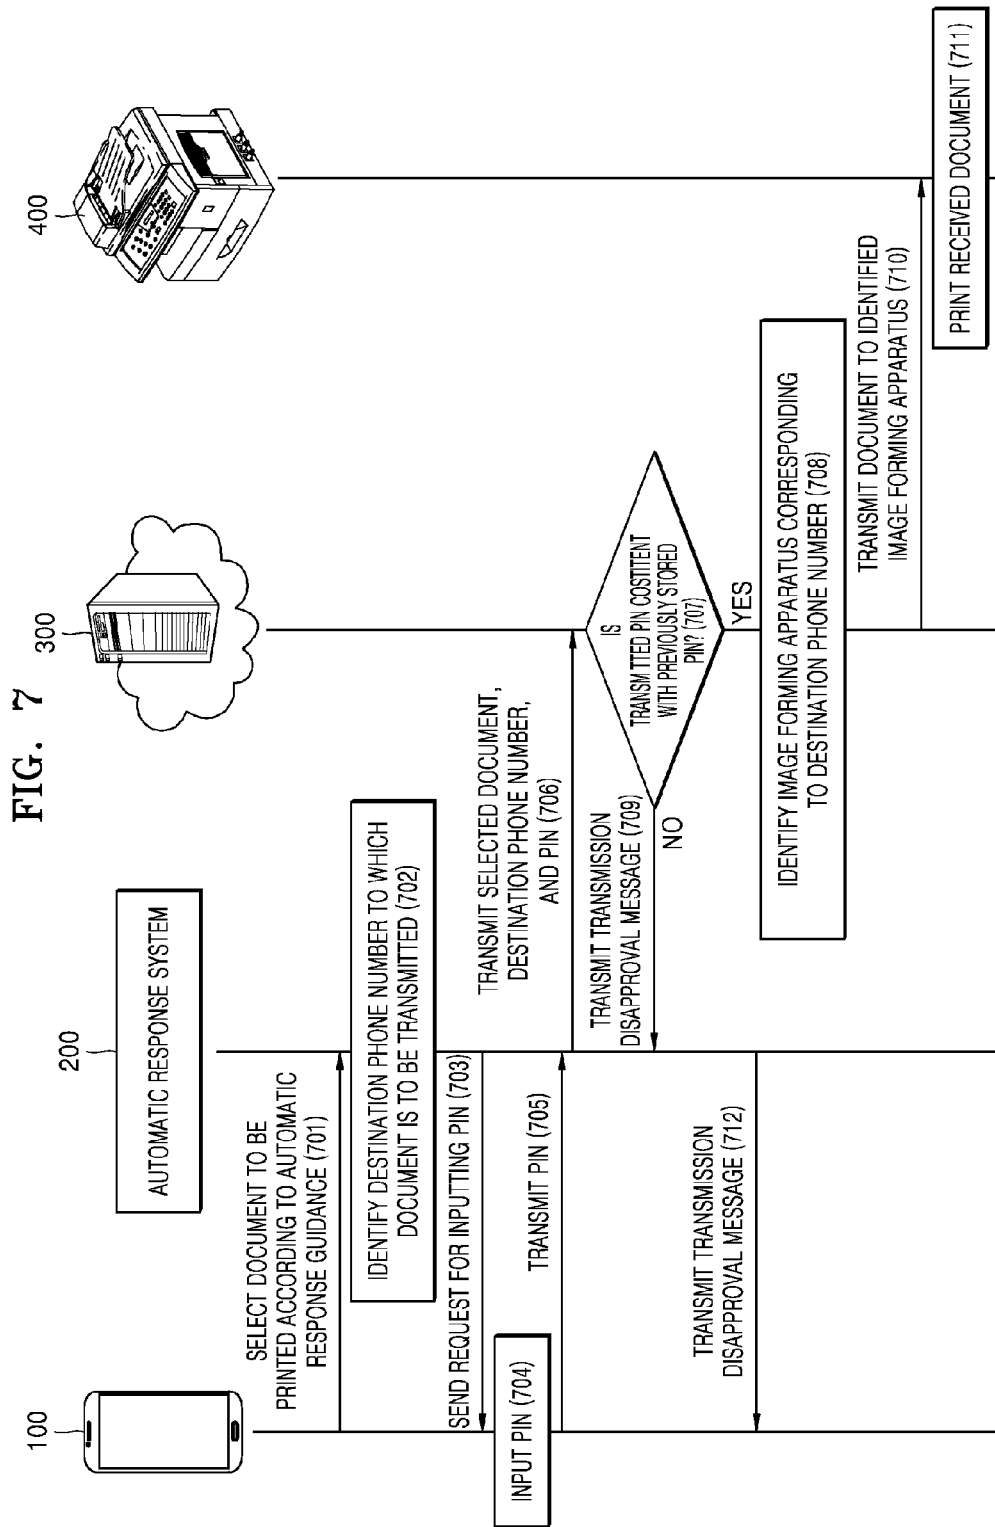 FIG. 7
100
200
300
400
AUTOMATIC RESPONSE SYSTEM
SELECT DOCUMENT TO BE
PRINTED ACCORDING TO AUTOMATIC
RESPONSE GUIDANCE (701)
IDENTIFY DESTINATION PHONE NUMBER TO WHICH
DOCUMENT IS TO BE TRANSMITTED (702)
SEND REQUEST FOR INPUTTING PIN (703)
INPUT PIN (704)
TRANSMIT PIN (705)
TRANSMIT SELECTED DOCUMENT,
DESTINATION PHONE NUMBER,
AND PIN (706)
IS
TRANSM TTED PIN COSTITENT
WITH PREVIOUSLY STORED
PIN? (707)
NO
YES
TRANSMIT TRANSMISSION
DISAPPROVAL MESSAGE (709)
IDENTIFY IMAGE FORMING APPARATUS CORRESPONDING
TO DESTINATION PHONE NUMBER (708)
TRANSMIT TRANSMISSION
DISAPPROVAL MESSAGE (712)
TRANSMIT DOCUMENT TO IDENTIFIED
IMAGE FORMING APPARATUS (710)
PRINT RECEIVED DOCUMENT (711)